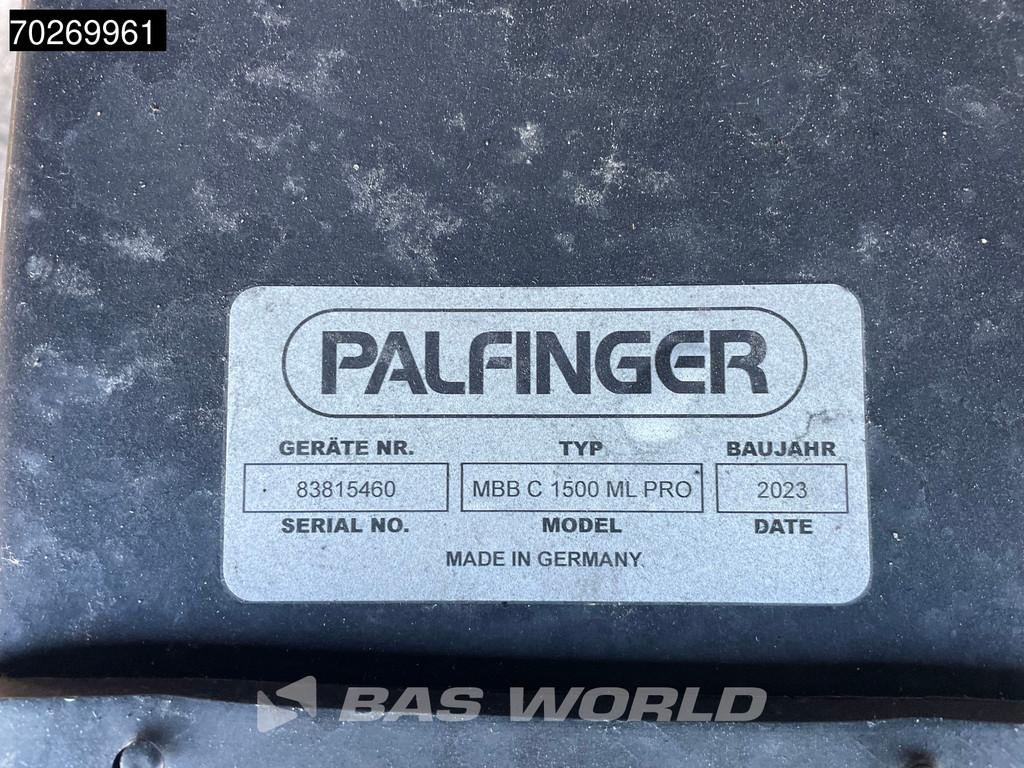 70269961
PALFINGER
GERÄTE NR. TYP BAUJAHR
83815460 MBB C 1500 ML PRO 2023
SERIAL NO. MODEL DATE
MADE IN GERMANY
BAS WORLD